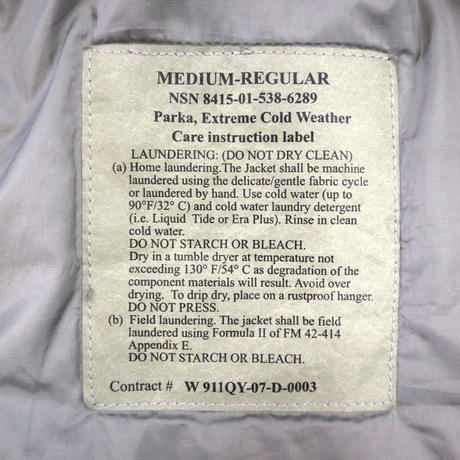 MEDIUM-REGULAR
NSN 8415-01-538-6289
Parka, Extreme Cold Weather
Care instruction label
LAUNDERING: (DO NOT DRY CLEAN)
(a) Home laundering.The Jacket shall be machine
laundered using the delicate/gentle fabric cycle
or laundered by hand. Use cold water (up to
90°F/32° C) and cold water laundry detergent
(i.e. Liquid Tide or Era Plus). Rinse in clean
cold water.
DO NOT STARCH OR BLEACH.
Dry in a tumble dryer at temperature not
exceeding 130° F/54° C as degradation of the
component materials will result. Avoid over
drying. To drip dry, place on a rustproof hanger.
DO NOT PRESS.
(b) Field laundering. The jacket shall be field
laundered using Formula II of FM 42-414
Appendix E.
DO NOT STARCH OR BLEACH.
Contract # W 911QY-07-D-0003